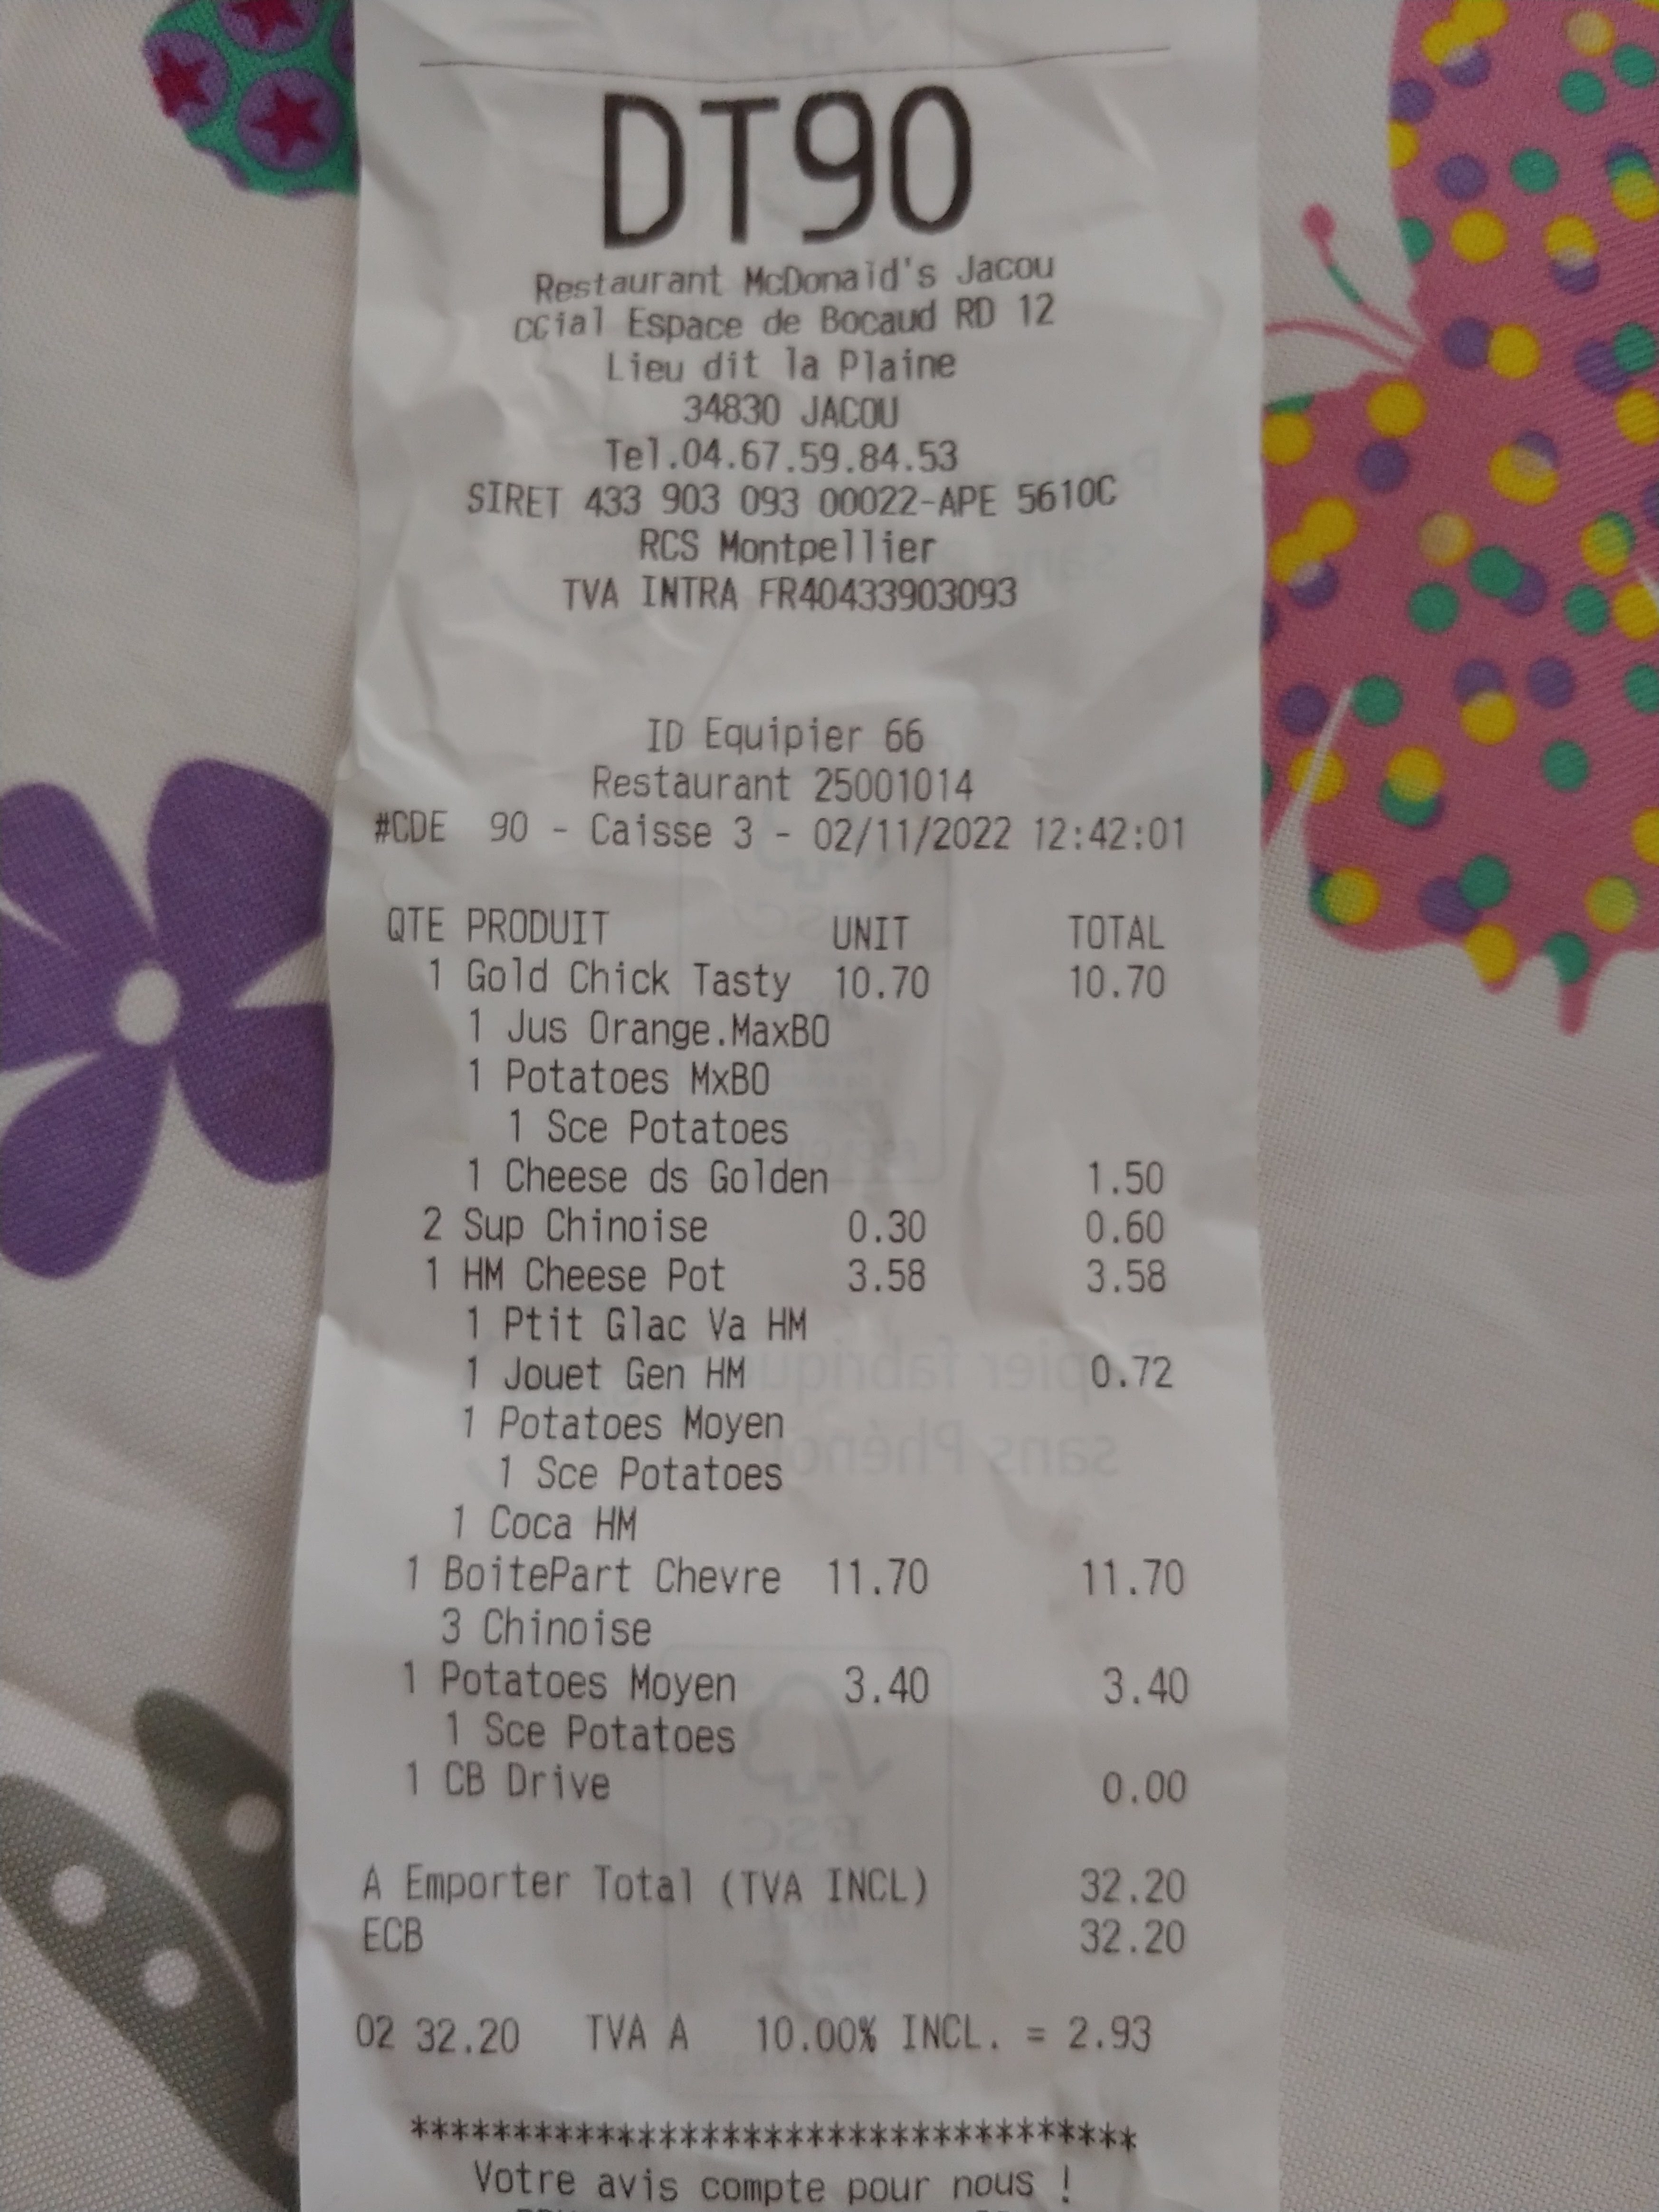 DT90
Restaurant McDonald's Jacou
CCial Espace de Bocaud RD 12
Lieu dit la Plaine
34830 JACOU
Tel.04.67.59.84.53
SIRET 433 903 093 00022-APE 5610C
RCS Montpellier
TVA INTRA FR40433903093
ID Equipier 66
Restaurant 25001014
#CDE 90 - Caisse 3 - 02/11/2022 12:42:01
QTE PRODUIT UNIT TOTAL
1 Gold Chick Tasty 10.70 10.70
1 Jus Orange.MaxBO
1 Potatoes MxBO
1 Sce Potatoes
1 Cheese ds Golden 1.50
2 Sup Chinoise 0.30 0.60
1 HM Cheese Pot 3.58 3.58
1 Ptit Glac Va HM
1 Jouet Gen HM 0.72
1 Potatoes Moyen
1 Sce Potatoes
1 Coca HM
1 BoitePart Chevre 11.70 11.70
3 Chinoise
1 Potatoes Moyen 3.40 3.40
1 Sce Potatoes
1 CB Drive 0.00
A Emporter Total (TVA INCL) 32.20
ECB 32.20
02 32.20 TVA A 10.00% INCL. = 2.93
***********************************
Votre avis compte pour nous !